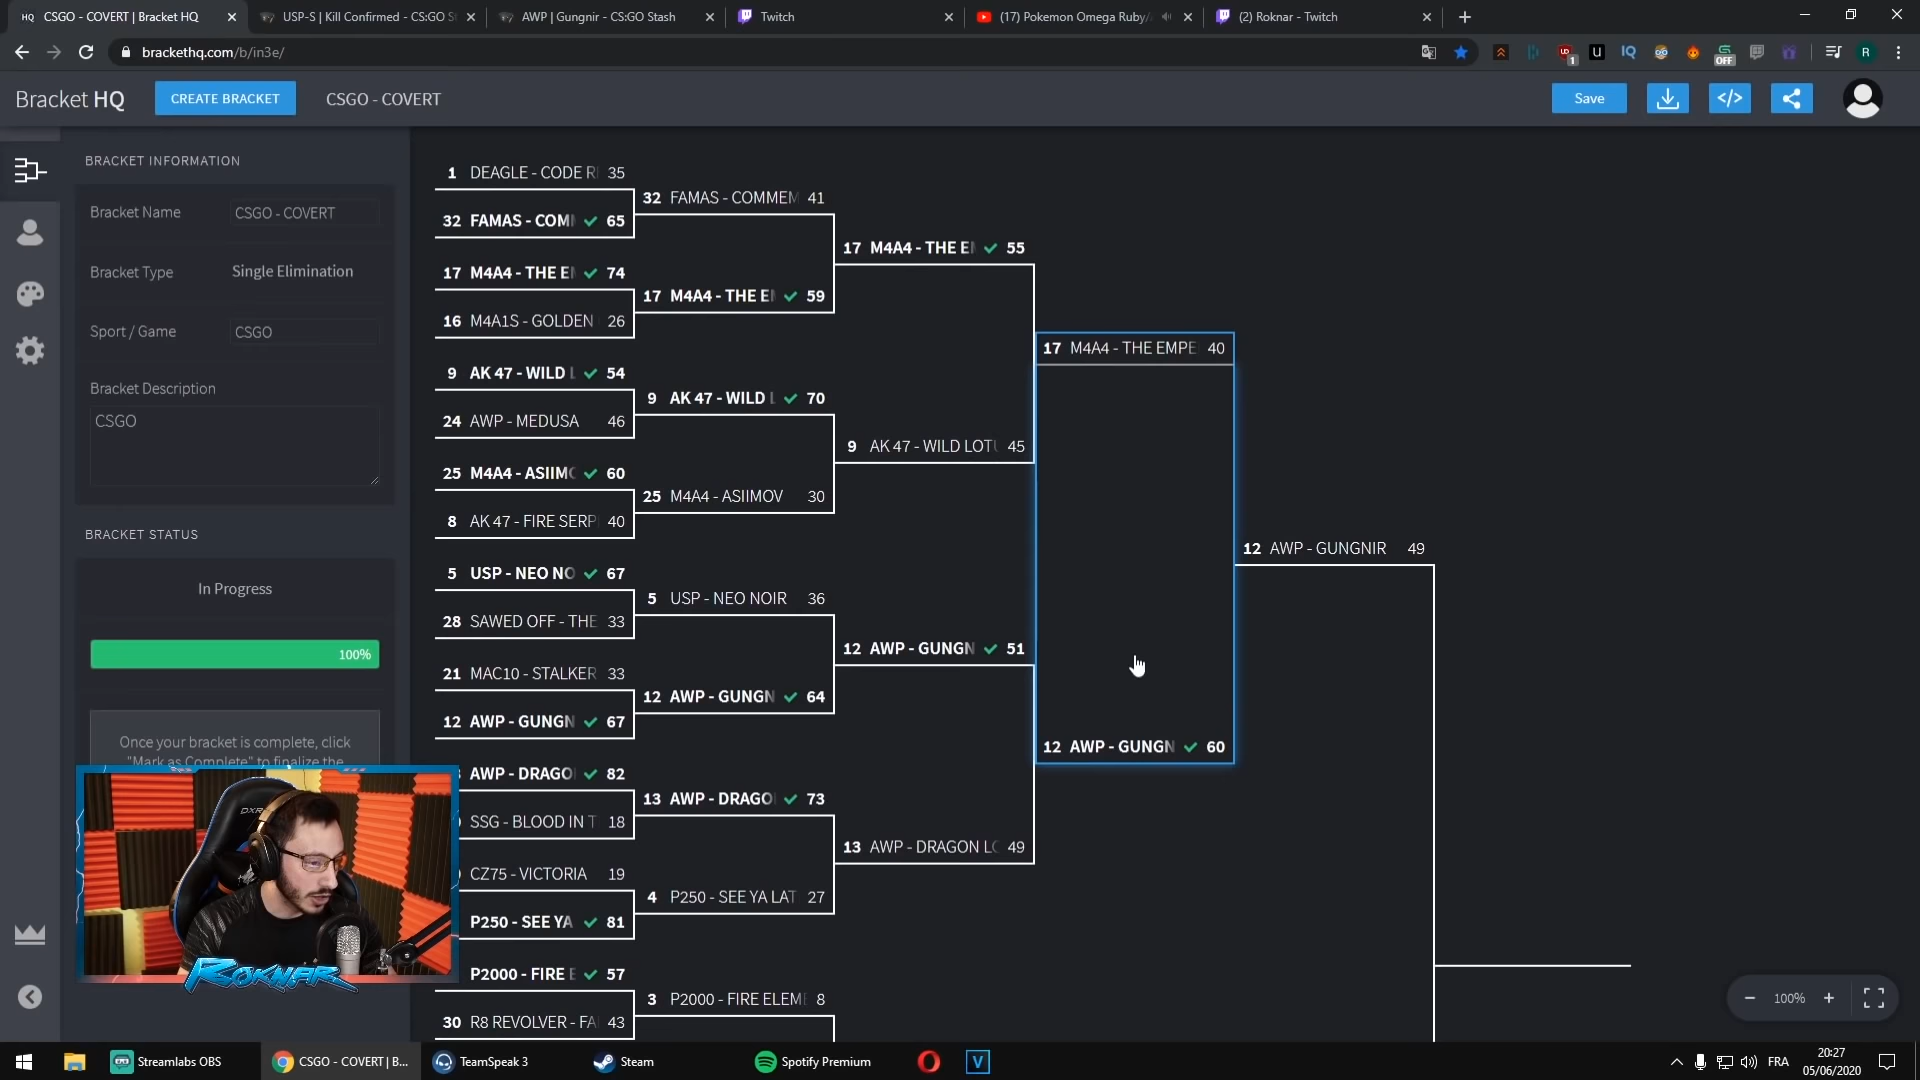 HQ CSGO - COVERT | Bracket HQ
USP-S | Kill Confirmed - CS:GO S
AWP | Gungnir - CS:GO Stash
Twitch
(17) Pokemon Omega Ruby/
(2) Roknar - Twitch
brackethq.com/b/in3e/
Bracket HQ
CREATE BRACKET
CSGO - COVERT
Save
BRACKET INFORMATION
Bracket Name
CSGO - COVERT
Bracket Type
Single Elimination
Sport / Game
CSGO
Bracket Description
CSGO
BRACKET STATUS
In Progress
100%
Once your bracket is complete, click
"Mark as Complete" to finalize the
1 DEAGLE - CODE R 35
32 FAMAS - COM 65
17 M4A4 - THE E 74
16 M4A1S - GOLDEN 26
9 AK 47 - WILD L 54
24 AWP - MEDUSA 46
25 M4A4 - ASIIMO 60
8 AK 47 - FIRE SERP 40
5 USP - NEO NO 67
28 SAWED OFF - THE 33
21 MAC10 - STALKER 33
12 AWP - GUNGN 67
AWP - DRAGO 82
SSG - BLOOD IN T 18
CZ75 - VICTORIA 19
P250 - SEE YA 81
P2000 - FIRE E 57
30 R8 REVOLVER - FA 43
32 FAMAS - COMMEM 41
17 M4A4 - THE E 59
9 AK 47 - WILD L 70
25 M4A4 - ASIIMOV 30
5 USP - NEO NOIR 36
12 AWP - GUNGN 64
13 AWP - DRAGO 73
4 P250 - SEE YA LAT 27
3 P2000 - FIRE ELEM 8
17 M4A4 - THE E 55
9 AK 47 - WILD LOTU 45
12 AWP - GUNGN 51
13 AWP - DRAGON LO 49
17 M4A4 - THE EMPE 40
12 AWP - GUNGN 60
12 AWP - GUNGNIR 49
ROKNAR
100%
Streamlabs OBS
CSGO - COVERT | B...
TeamSpeak 3
Steam
Spotify Premium
FRA
20:27
05/06/2020